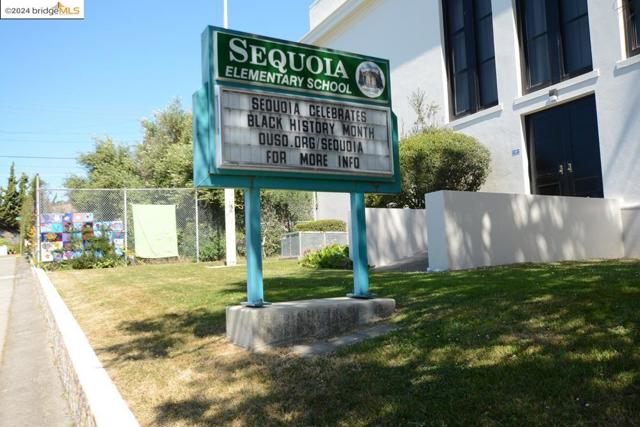 ©2024 bridgeMLS
SEQUOIA
ELEMENTARY SCHOOL
SEQUOIA CELEBRATES
BLACK HISTORY MONTH
OUSD.ORG/SEQUOIA
FOR MORE INFO